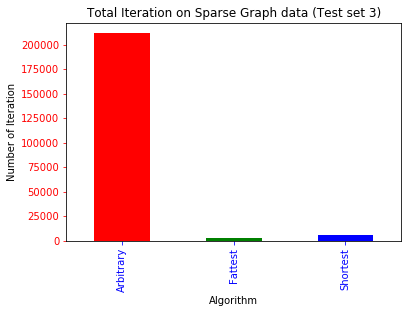 Total Iteration on Sparse Graph data (Test set 3)
Number of Iteration
200000
175000
150000
125000
100000
75000
50000
25000
0
Arbitrary
Fattest
Shortest
Algorithm